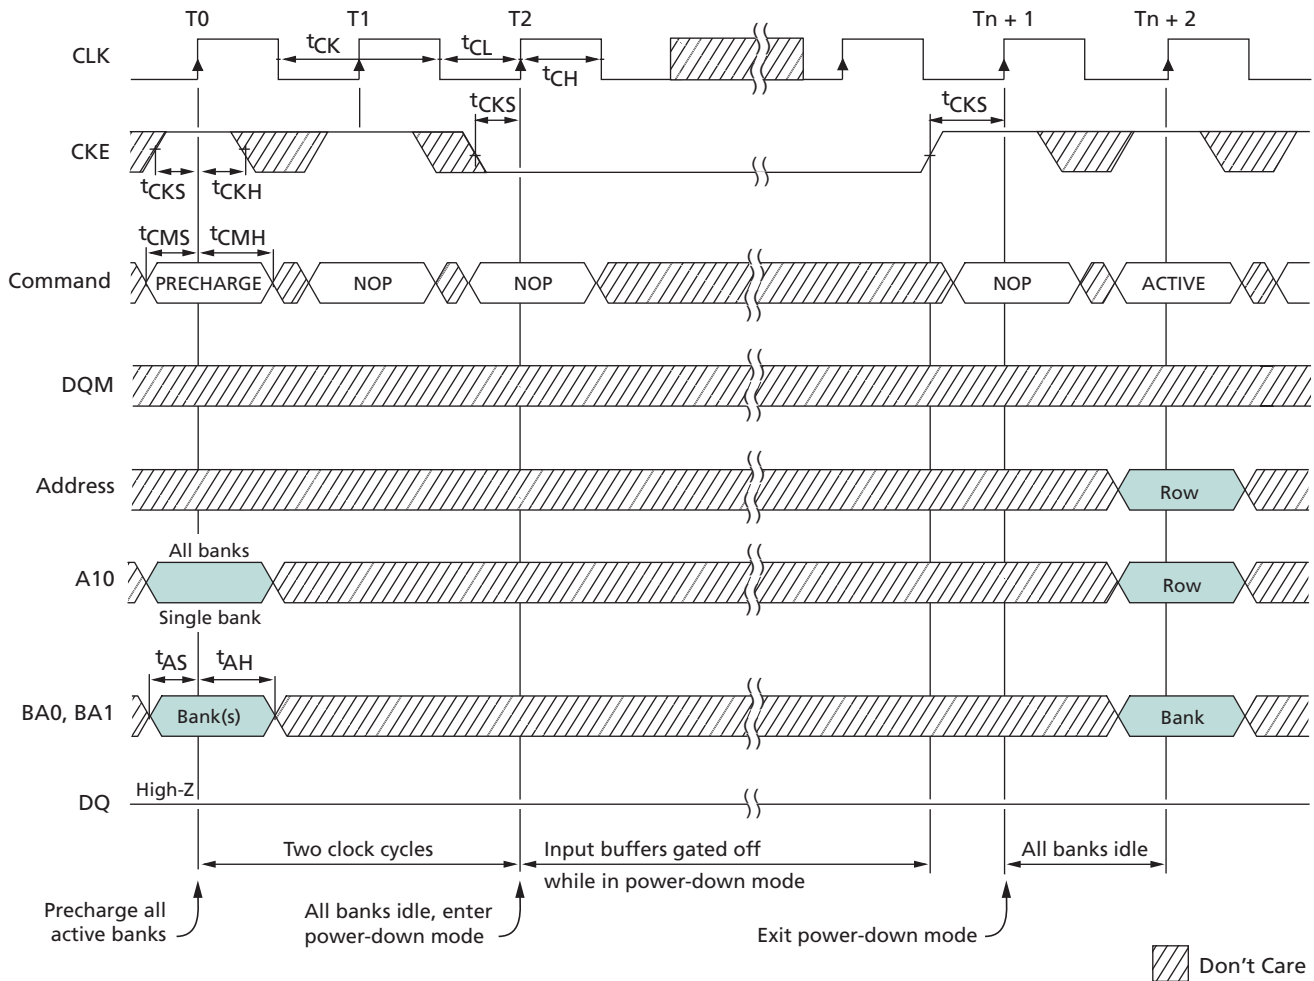 T0 T1 T2 Tn + 1 Tn + 2
CLK
tCK tCL
tCH
tCKS tCKS
CKE
tCKS tCKH
tCMS tCMH
Command PRECHARGE NOP NOP NOP ACTIVE
DQM
Address Row
All banks
A10 Row
Single bank
tAS tAH
BA0, BA1 Bank(s) Bank
High-Z
DQ
Two clock cycles Input buffers gated off All banks idle
while in power-down mode
Precharge all All banks idle, enter
active banks power-down mode Exit power-down mode
Don't Care